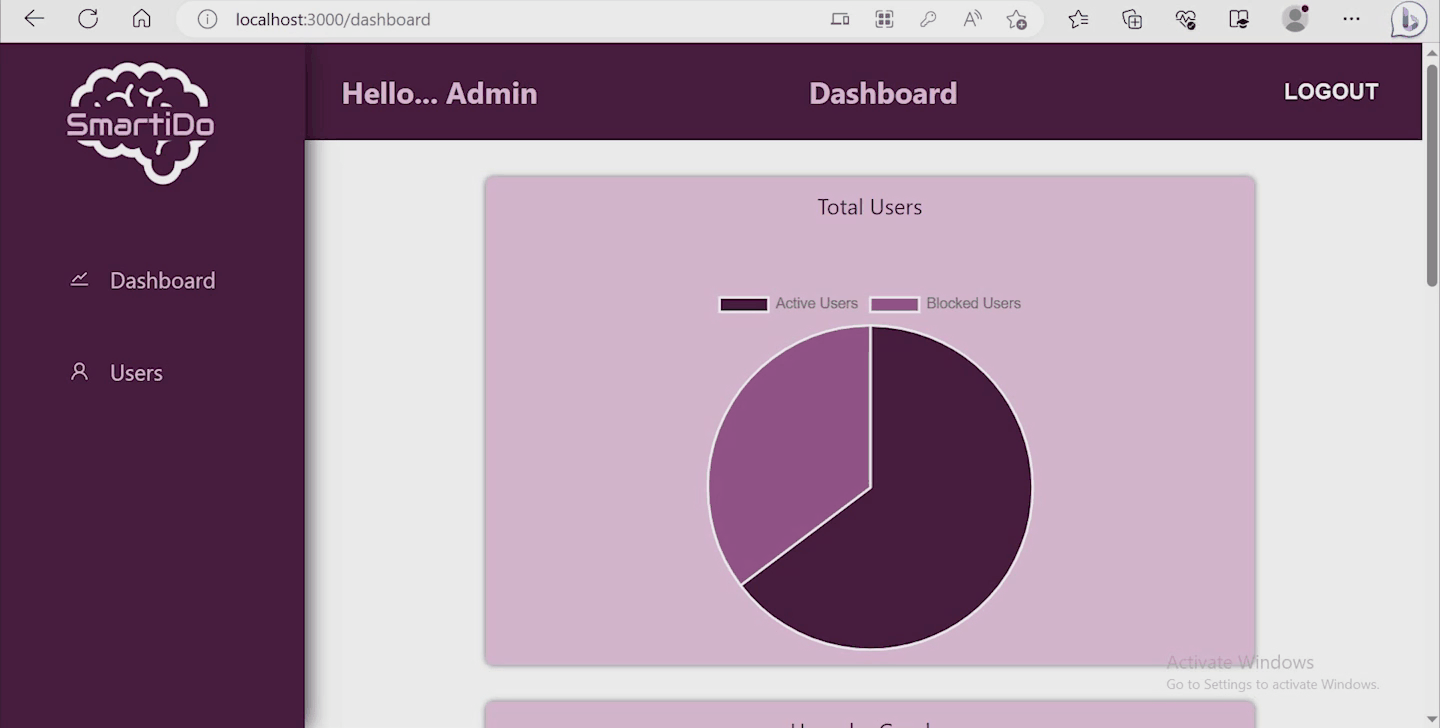 localhost:3000/dashboard
SmartiDo
Hello... Admin
Dashboard
LOGOUT
Dashboard
Users
Total Users
Active Users
Blocked Users
Activate Windows
Go to Settings to activate Windows.